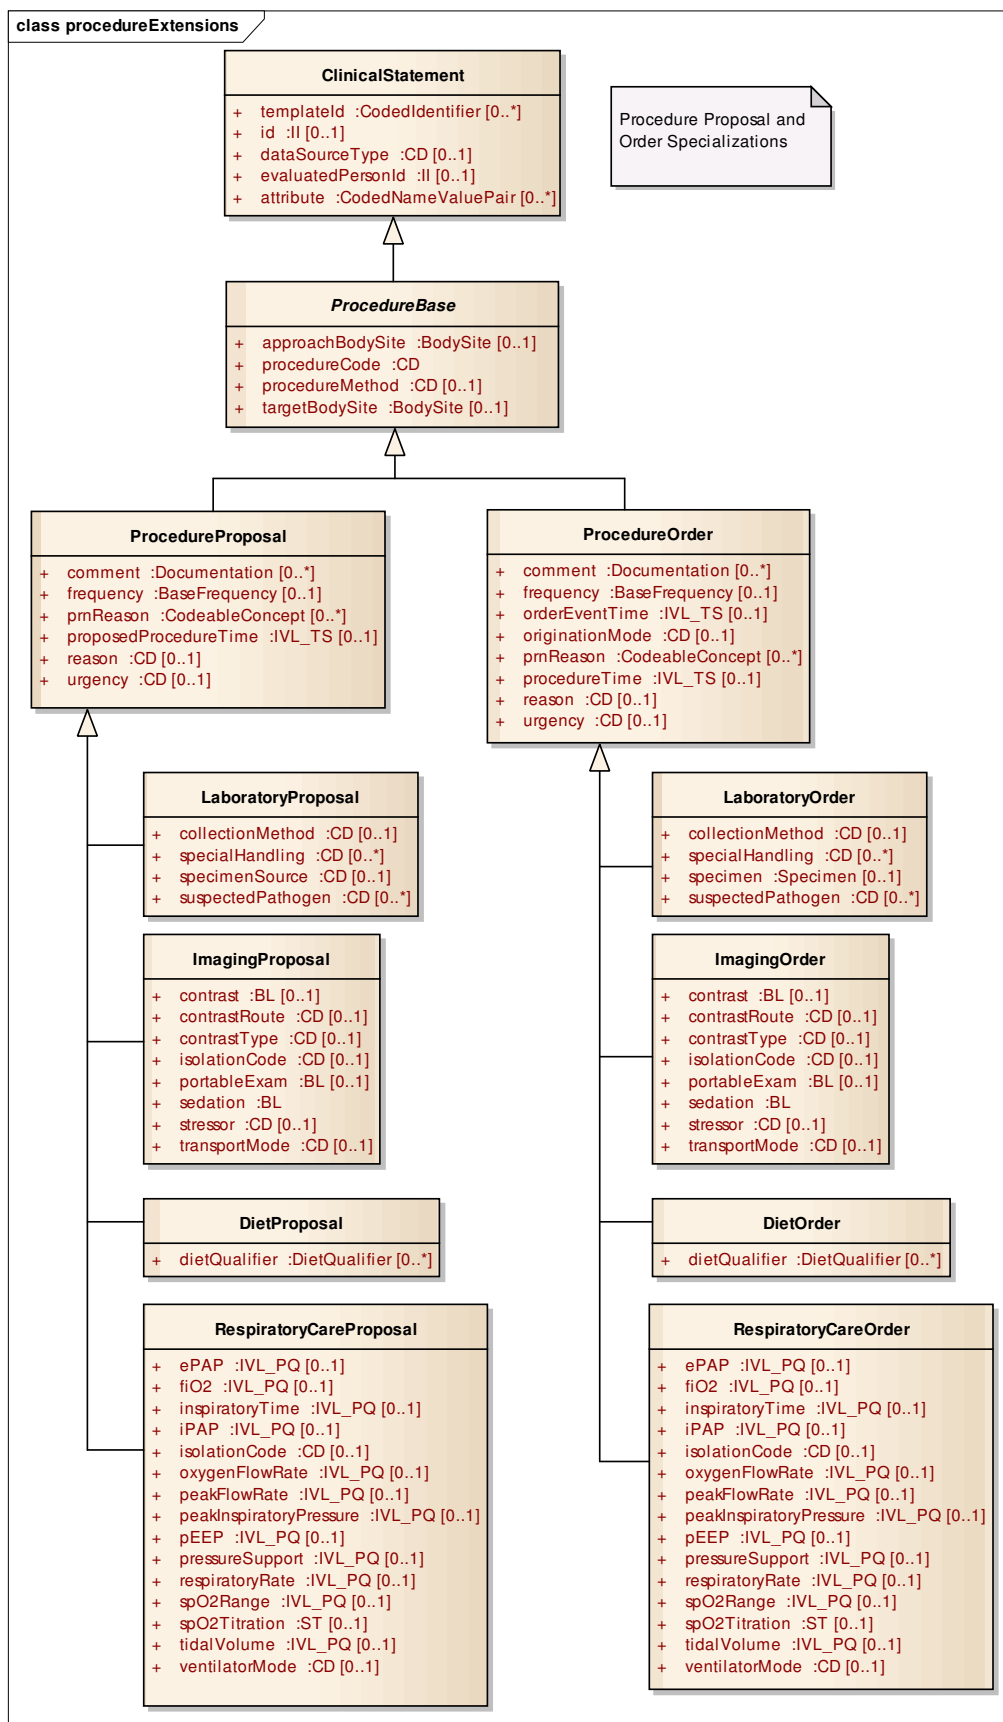 class procedureExtensions
ClinicalStatement
+ templateId :CodedIdentifier [0..*]
+ id :II [0..1]
+ dataSourceType :CD [0..1]
+ evaluatedPersonId :II [0..1]
+ attribute :CodedNameValuePair [0..*]
Procedure Proposal and
Order Specializations
ProcedureBase
+ approachBodySite :BodySite [0..1]
+ procedureCode :CD
+ procedureMethod :CD [0..1]
+ targetBodySite :BodySite [0..1]
ProcedureProposal
+ comment :Documentation [0..*]
+ frequency :BaseFrequency [0..1]
+ prnReason :CodeableConcept [0..*]
+ proposedProcedureTime :IVL_TS [0..1]
+ reason :CD [0..1]
+ urgency :CD [0..1]
ProcedureOrder
+ comment :Documentation [0..*]
+ frequency :BaseFrequency [0..1]
+ orderEventTime :IVL_TS [0..1]
+ originationMode :CD [0..1]
+ prnReason :CodeableConcept [0..*]
+ procedureTime :IVL_TS [0..1]
+ reason :CD [0..1]
+ urgency :CD [0..1]
LaboratoryProposal
+ collectionMethod :CD [0..1]
+ specialHandling :CD [0..*]
+ specimenSource :CD [0..1]
+ suspectedPathogen :CD [0..*]
LaboratoryOrder
+ collectionMethod :CD [0..1]
+ specialHandling :CD [0..*]
+ specimen :Specimen [0..1]
+ suspectedPathogen :CD [0..*]
ImagingProposal
+ contrast :BL [0..1]
+ contrastRoute :CD [0..1]
+ contrastType :CD [0..1]
+ isolationCode :CD [0..1]
+ portableExam :BL [0..1]
+ sedation :BL
+ stressor :CD [0..1]
+ transportMode :CD [0..1]
ImagingOrder
+ contrast :BL [0..1]
+ contrastRoute :CD [0..1]
+ contrastType :CD [0..1]
+ isolationCode :CD [0..1]
+ portableExam :BL [0..1]
+ sedation :BL
+ stressor :CD [0..1]
+ transportMode :CD [0..1]
DietProposal
+ dietQualifier :DietQualifier [0..*]
DietOrder
+ dietQualifier :DietQualifier [0..*]
RespiratoryCareProposal
+ ePAP :IVL_PQ [0..1]
+ fiO2 :IVL_PQ [0..1]
+ inspiratoryTime :IVL_PQ [0..1]
+ iPAP :IVL_PQ [0..1]
+ isolationCode :CD [0..1]
+ oxygenFlowRate :IVL_PQ [0..1]
+ peakFlowRate :IVL_PQ [0..1]
+ peakInspiratoryPressure :IVL_PQ [0..1]
+ pEEP :IVL_PQ [0..1]
+ pressureSupport :IVL_PQ [0..1]
+ respiratoryRate :IVL_PQ [0..1]
+ spO2Range :IVL_PQ [0..1]
+ spO2Titration :ST [0..1]
+ tidalVolume :IVL_PQ [0..1]
+ ventilatorMode :CD [0..1]
RespiratoryCareOrder
+ ePAP :IVL_PQ [0..1]
+ fiO2 :IVL_PQ [0..1]
+ inspiratoryTime :IVL_PQ [0..1]
+ iPAP :IVL_PQ [0..1]
+ isolationCode :CD [0..1]
+ oxygenFlowRate :IVL_PQ [0..1]
+ peakFlowRate :IVL_PQ [0..1]
+ peakInspiratoryPressure :IVL_PQ [0..1]
+ pEEP :IVL_PQ [0..1]
+ pressureSupport :IVL_PQ [0..1]
+ respiratoryRate :IVL_PQ [0..1]
+ spO2Range :IVL_PQ [0..1]
+ spO2Titration :ST [0..1]
+ tidalVolume :IVL_PQ [0..1]
+ ventilatorMode :CD [0..1]